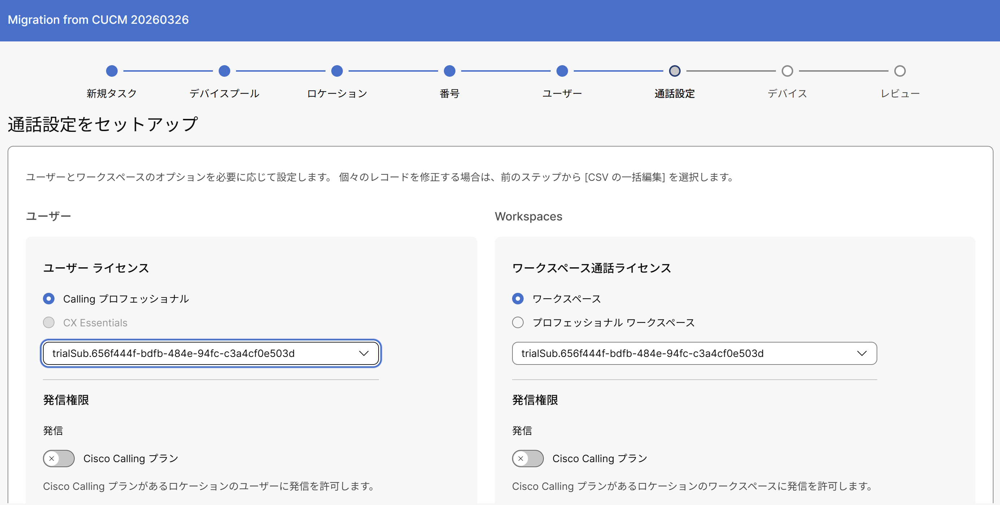 Migration from CUCM 20260326
新規タスク
デバイスプール
ロケーション
番号
ユーザー
通話設定
デバイス
レビュー
通話設定をセットアップ
ユーザーとワークスペースのオプションを必要に応じて設定します。 個々のレコードを修正する場合は、前のステップから [CSV の一括編集] を選択します。
ユーザー
ユーザー ライセンス
Calling プロフェッショナル
CX Essentials
trialSub.656f444f-bdfb-484e-94fc-c3a4cf0e503d
発信権限
発信
Cisco Calling プラン
Cisco Calling プランがあるロケーションのユーザーに発信を許可します。
Workspaces
ワークスペース通話ライセンス
ワークスペース
プロフェッショナル ワークスペース
trialSub.656f444f-bdfb-484e-94fc-c3a4cf0e503d
発信権限
発信
Cisco Calling プラン
Cisco Calling プランがあるロケーションのワークスペースに発信を許可します。